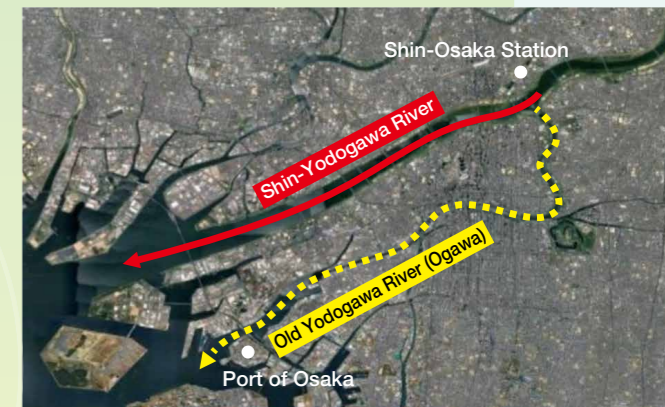 Shin-Osaka Station
Shin-Yodogawa River
Old Yodogawa River (Ogawa)
Port of Osaka